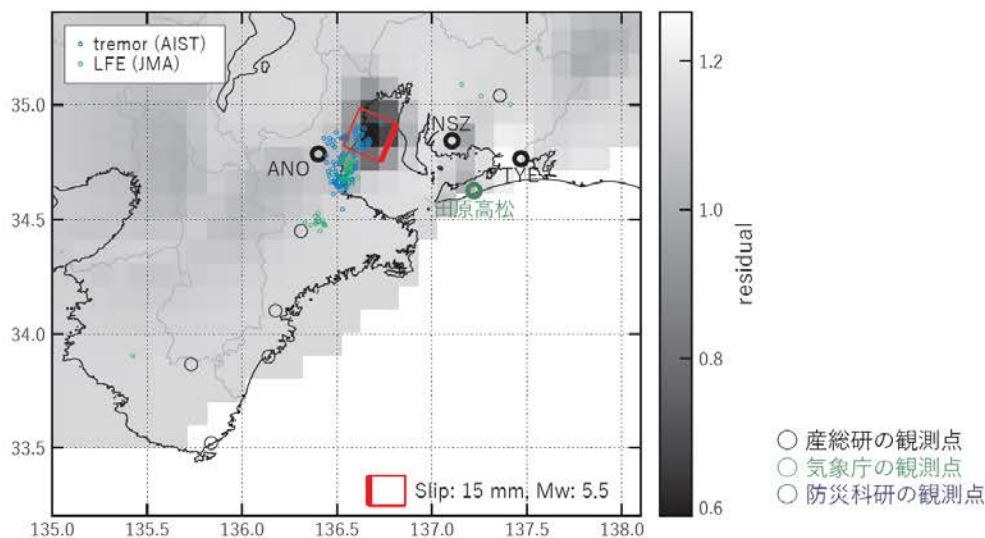 tremor (AIST)
LFE (JMA)
35.0
34.5
34.0
33.5
NSZ
ANO
TYE
田原高松
Slip: 15 mm, Mw: 5.5
135.0 135.5 136.0 136.5 137.0 137.5 138.0
1.2
1.0
0.8
0.6
residual
産総研の観測点
気象庁の観測点
防災科研の観測点